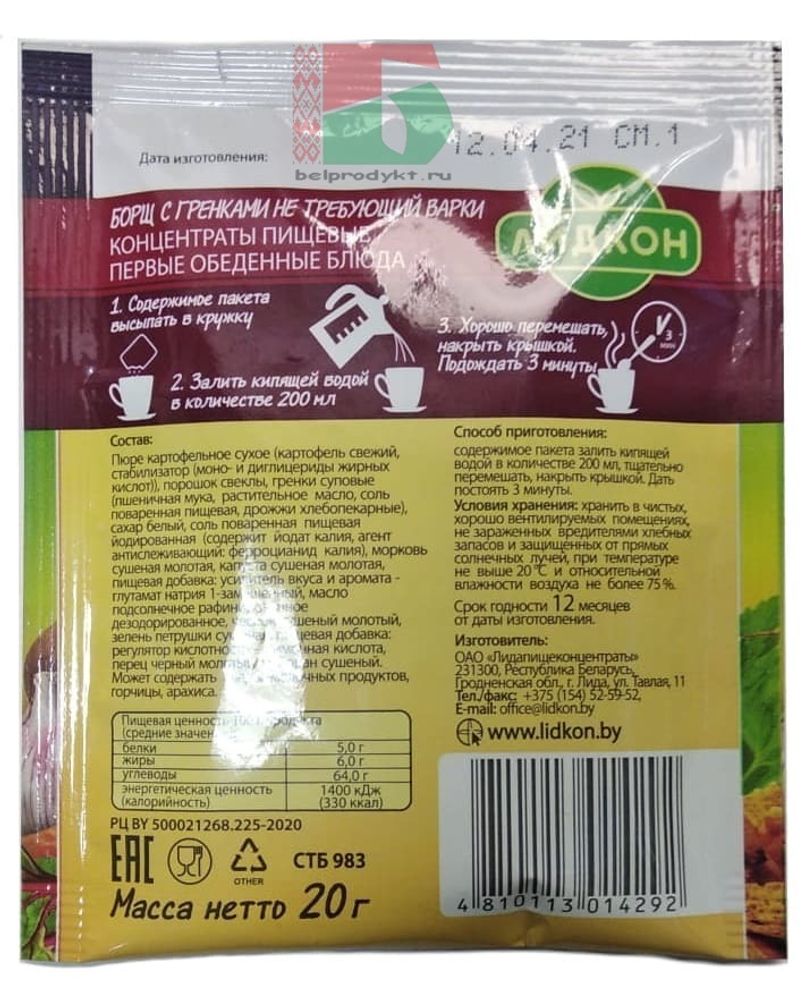 12.04.21 СМ.1
Дата изготовления:
belprodykt.ru
БОРЩ С ГРЕНКАМИ НЕ ТРЕБУЮЩИЙ ВАРКИ
КОНЦЕНТРАТЫ ПИЩЕВЫЕ
ПЕРВЫЕ ОБЕДЕННЫЕ БЛЮДА
ЛИДКОН
1. Содержимое пакета
высыпать в кружку
2. Залить кипящей водой
в количестве 200 мл
3. Хорошо перемешать,
накрыть крышкой.
Подождать 3 минуты
3
мин
Состав:
Пюре картофельное сухое (картофель свежий,
стабилизатор (моно- и диглицериды жирных
кислот)), порошок свеклы, гренки суповые
(пшеничная мука, растительное масло, соль
поваренная пищевая, дрожжи хлебопекарные),
сахар белый, соль поваренная пищевая
йодированная (содержит йодат калия, агент
антислеживающий: ферроцианид калия), морковь
сушеная молотая, капуста сушеная молотая,
пищевая добавка: усилитель вкуса и аромата -
глутамат натрия 1-замещенный, масло
подсолнечное
дезодорированное, сушеный молотый,
зелень петрушки пищевая добавка:
регулятор кислотности кислота,
перец черный молотый, сушеный.
Может содержать продуктов,
горчицы, арахиса.
Пищевая ценность 100 г продукта
(средние значения)
белки 5,0 г
жиры 6,0 г
углеводы 64,0 г
энергетическая ценность 1400 кДж
(калорийность) (330 ккал)
РЦ BY 500021268.225-2020
EAC
OTHER
СТБ 983
Масса нетто 20 г
Способ приготовления:
содержимое пакета залить кипящей
водой в количестве 200 мл, тщательно
перемешать, накрыть крышкой. Дать
постоять 3 минуты.
Условия хранения: хранить в чистых,
хорошо вентилируемых помещениях,
не зараженных вредителями хлебных
запасов и защищенных от прямых
солнечных лучей, при температуре
не выше 20 °С и относительной
влажности воздуха не более 75 %.
Срок годности 12 месяцев
от даты изготовления.
Изготовитель:
ОАО «Лидапищеконцентраты»
231300, Республика Беларусь,
Гродненская обл., г. Лида, ул. Тавлая, 11
Тел./факс: +375 (154) 52-59-52,
E-mail: office@lidkon.by
www.lidkon.by
4 810113 014292